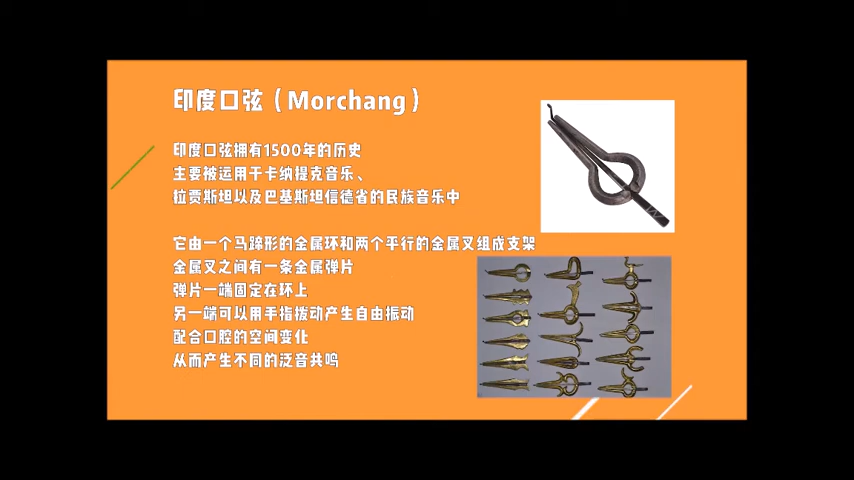 印度口弦（Morchang）
印度口弦拥有1500年的历史
主要被运用于卡纳提克音乐、
拉贾斯坦以及巴基斯坦信德省的民族音乐中
它由一个马蹄形的金属环和两个平行的金属叉组成支架
金属叉之间有一条金属弹片
弹片一端固定在环上
另一端可以用手指拨动产生自由振动
配合口腔的空间变化
从而产生不同的泛音共鸣